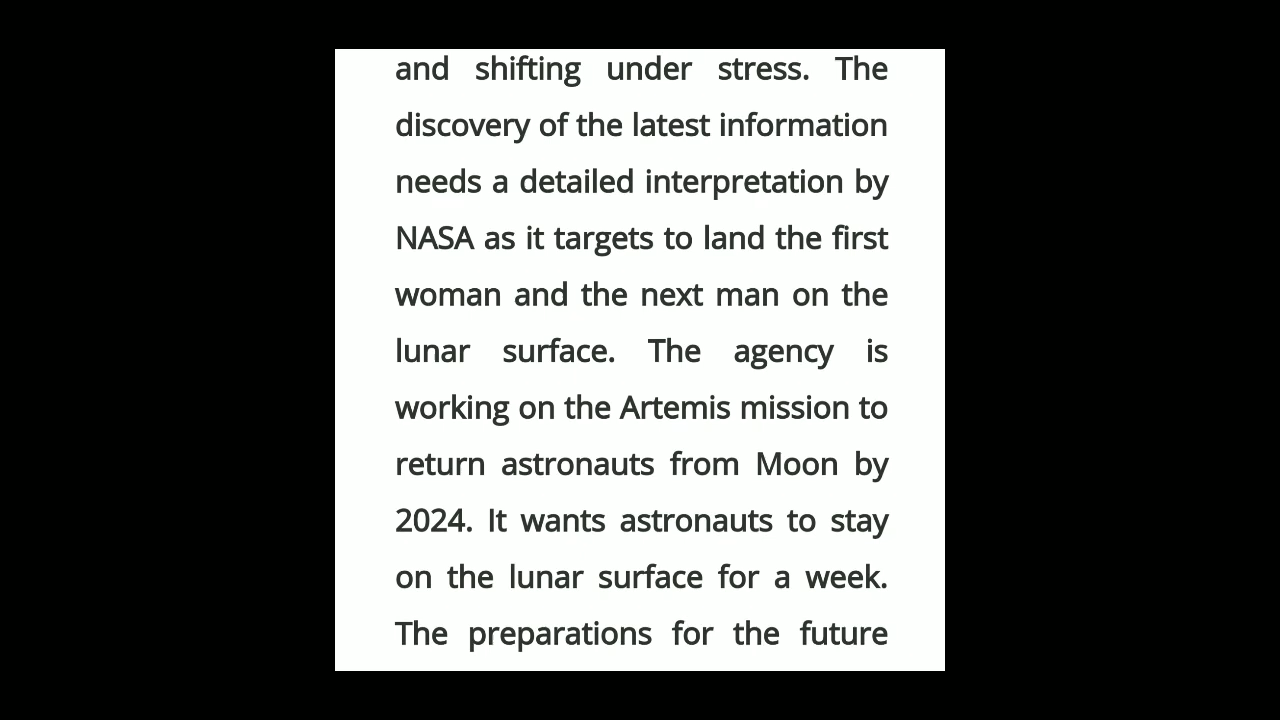 and shifting under stress. The
discovery of the latest information
needs a detailed interpretation by
NASA as it targets to land the first
woman and the next man on the
lunar surface. The agency is
working on the Artemis mission to
return astronauts from Moon by
2024. It wants astronauts to stay
on the lunar surface for a week.
The preparations for the future